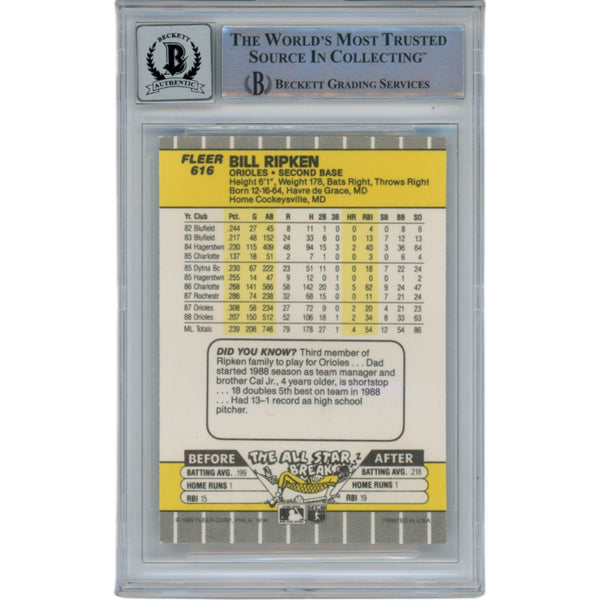 BECKETT
B
AUTHENTIC
THE WORLD'S MOST TRUSTED
SOURCE IN COLLECTING™
B BECKETT GRADING SERVICES
FLEER
616
BILL RIPKEN
ORIOLES • SECOND BASE
Height 6'1", Weight 178, Bats Right, Throws Right
Born 12-16-64, Havre de Grace, MD
Home Cockeysville, MD
Yr. Club Pct. G AB R H 2B 3B HR RBI SB BB SO
82 Blufield .244 27 45 8 11 1 0 0 4 0 8 6
83 Blufield .217 48 152 24 33 6 0 0 13 7 12 13
84 Hagerstwn .230 115 409 48 94 15 3 2 40 3 36 64
85 Charlotte .137 18 51 2 7 1 0 0 3 0 6 4
85 Dytna Bc .230 67 222 23 51 11 0 0 18 7 22 24
85 Hagerstwn .255 14 47 9 12 0 1 0 0 0 1 2
86 Charlotte .268 141 566 58 142 20 3 5 62 9 24 47
87 Rochestr .286 74 238 32 68 15 0 0 11 7 21 24
87 Orioles .308 58 234 27 72 9 0 2 20 4 21 23
88 Orioles .207 150 512 52 106 18 1 2 34 8 33 63
ML Totals .239 208 746 79 178 27 1 4 54 12 54 86
DID YOU KNOW? Third member of
Ripken family to play for Orioles . . . Dad
started 1988 season as team manager and
brother Cal Jr., 4 years older, is shortstop
. . . 18 doubles 5th best on team in 1988
. . . Had 13-1 record as high school
pitcher.
BEFORE THE ALL STAR BREAK AFTER
BATTING AVG. .199 BATTING AVG. .218
HOME RUNS 1 HOME RUNS 1
RBI 15 RBI 19
FLEER CORP., PHILA. PRINTED IN U.S.A.